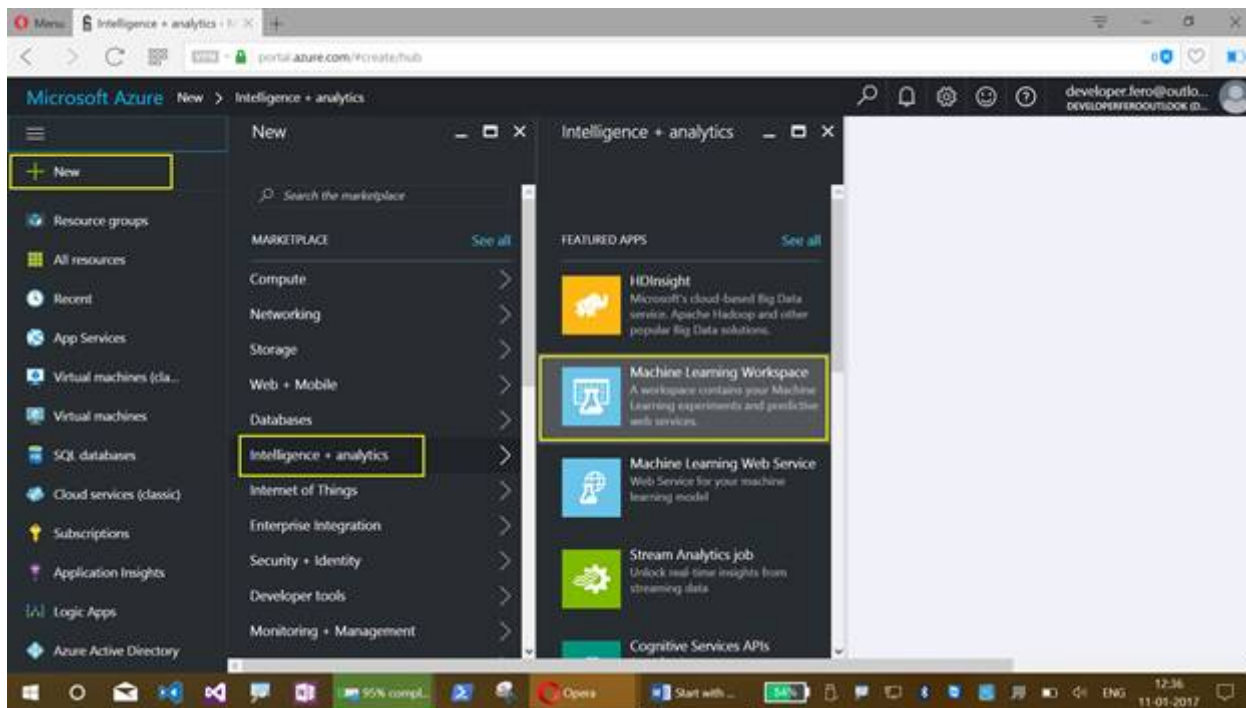 Menu
Intelligence + analytics
portal.azure.com/#create/hub
Microsoft Azure New > Intelligence + analytics
developer.fero@outlo...
DEVELOPERFEROOUTLOOK (D...
New
Resource groups
All resources
Recent
App Services
Virtual machines (cla...
Virtual machines
SQL databases
Cloud services (classic)
Subscriptions
Application Insights
Logic Apps
Azure Active Directory
New
Search the marketplace
MARKETPLACE See all
Compute
Networking
Storage
Web + Mobile
Databases
Intelligence + analytics
Internet of Things
Enterprise Integration
Security + Identity
Developer tools
Monitoring + Management
Intelligence + analytics
FEATURED APPS See all
HDInsight
Microsoft's cloud-based Big Data
service. Apache Hadoop and other
popular Big Data solutions.
Machine Learning Workspace
A workspace contains your Machine
Learning experiments and predictive
web services.
Machine Learning Web Service
Web Service for your machine
learning model
Stream Analytics job
Unlock real-time insights from
streaming data
Cognitive Services APIs
95% compl...
Opera
Start with ...
54%
ENG
12:36
11-01-2017